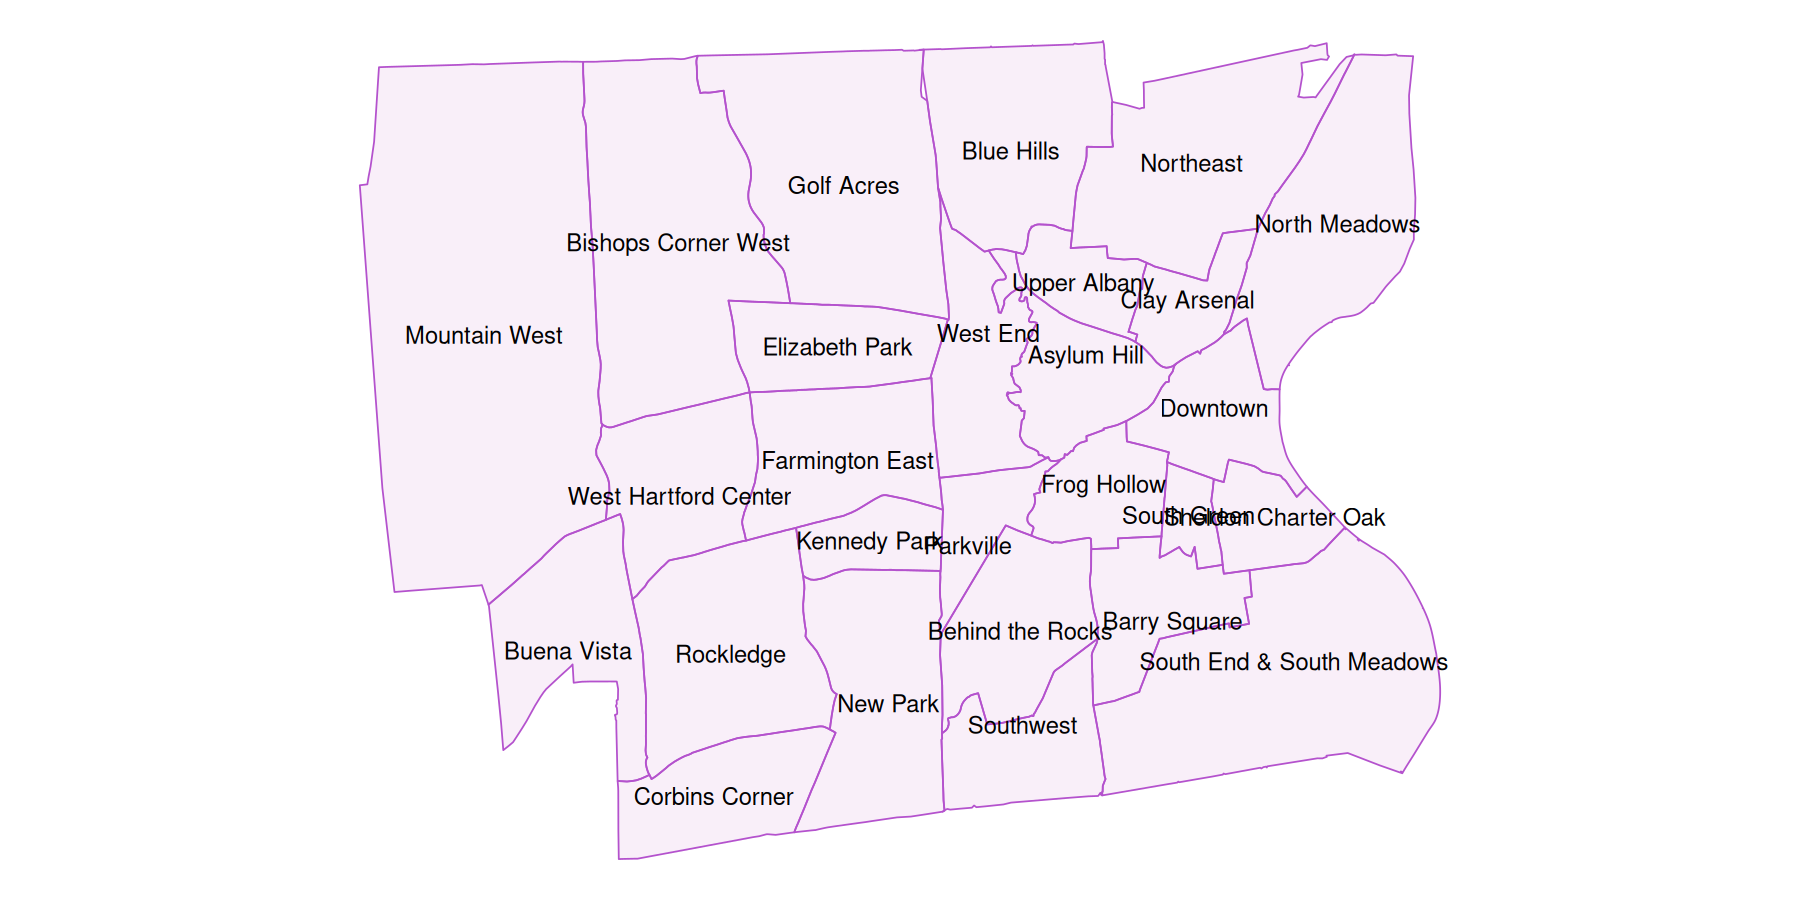 Blue Hills
Northeast
Golf Acres
North Meadows
Bishops Corner West
Upper Albany
Clay Arsenal
Mountain West
West End
Elizabeth Park
Asylum Hill
Downtown
Farmington East
Frog Hollow
West Hartford Center
South Green
Sheldon Charter Oak
Kennedy Park
Parkville
Barry Square
Behind the Rocks
Buena Vista
Rockledge
South End & South Meadows
New Park
Southwest
Corbins Corner